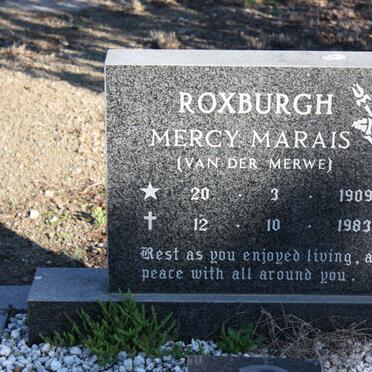 ROXBURGH
MERCY MARAIS
(VAN DER MERWE)
20 · 3 · 1909
12 · 10 · 1983
Rest as you enjoyed living, a
peace with all around you.